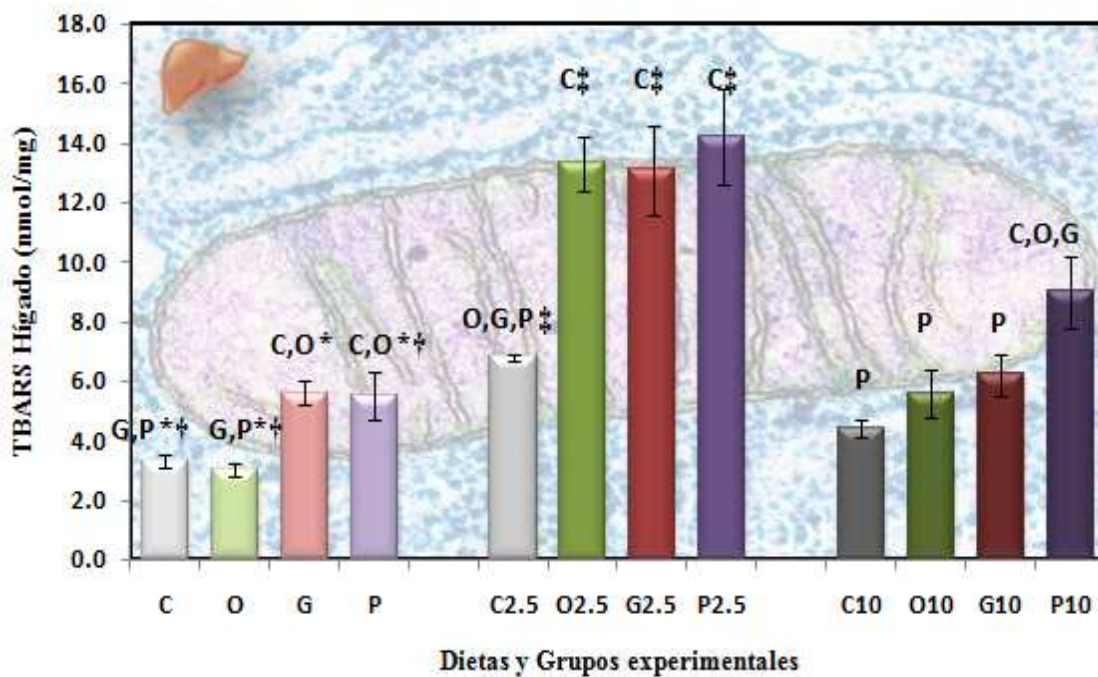 18.0
16.0
14.0
12.0
10.0
8.0
6.0
4.0
2.0
0.0
TBARS Hígado (nmol/mg)
G,P*‡
G,P*‡
C,O*
C,O*‡
O,G,P‡
C‡
C‡
C‡
P
P
P
C,O,G
C O G P C2.5 O2.5 G2.5 P2.5 C10 O10 G10 P10
Dietas y Grupos experimentales